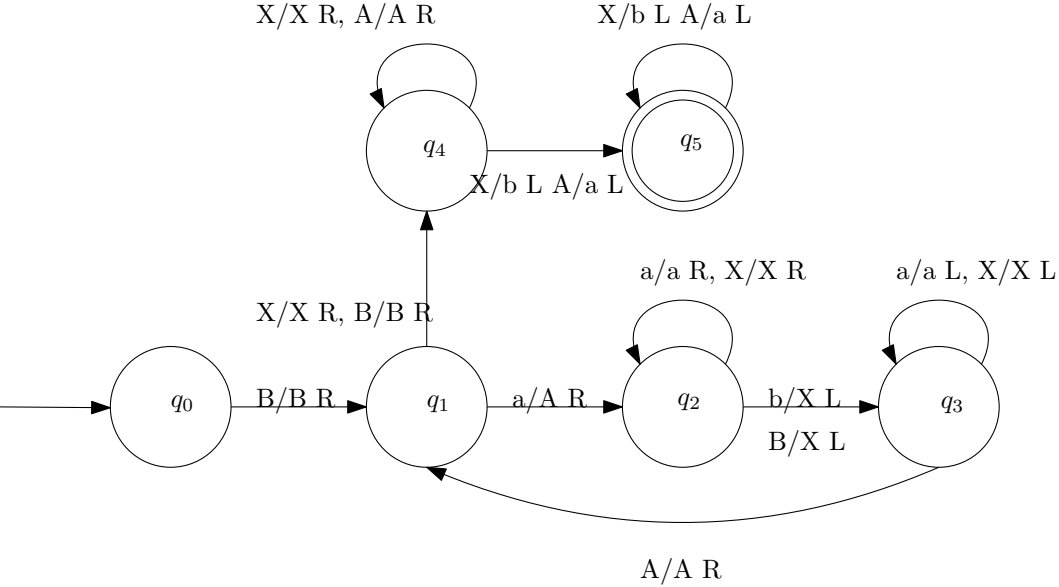 X/X R, A/A R
X/b L A/a L
q4
q5
X/b L A/a L
a/a R, X/X R
a/a L, X/X L
X/X R, B/B R
q0
B/B R
q1
a/A R
q2
b/X L
q3
B/X L
A/A R